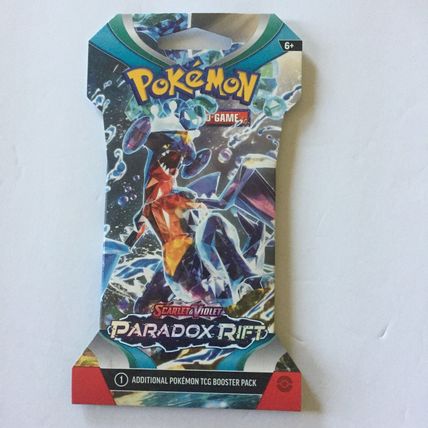 6+
POKÉMON
D GAME
SCARLET & VIOLET
PARADOX RIFT
1 ADDITIONAL POKÉMON TCG BOOSTER PACK